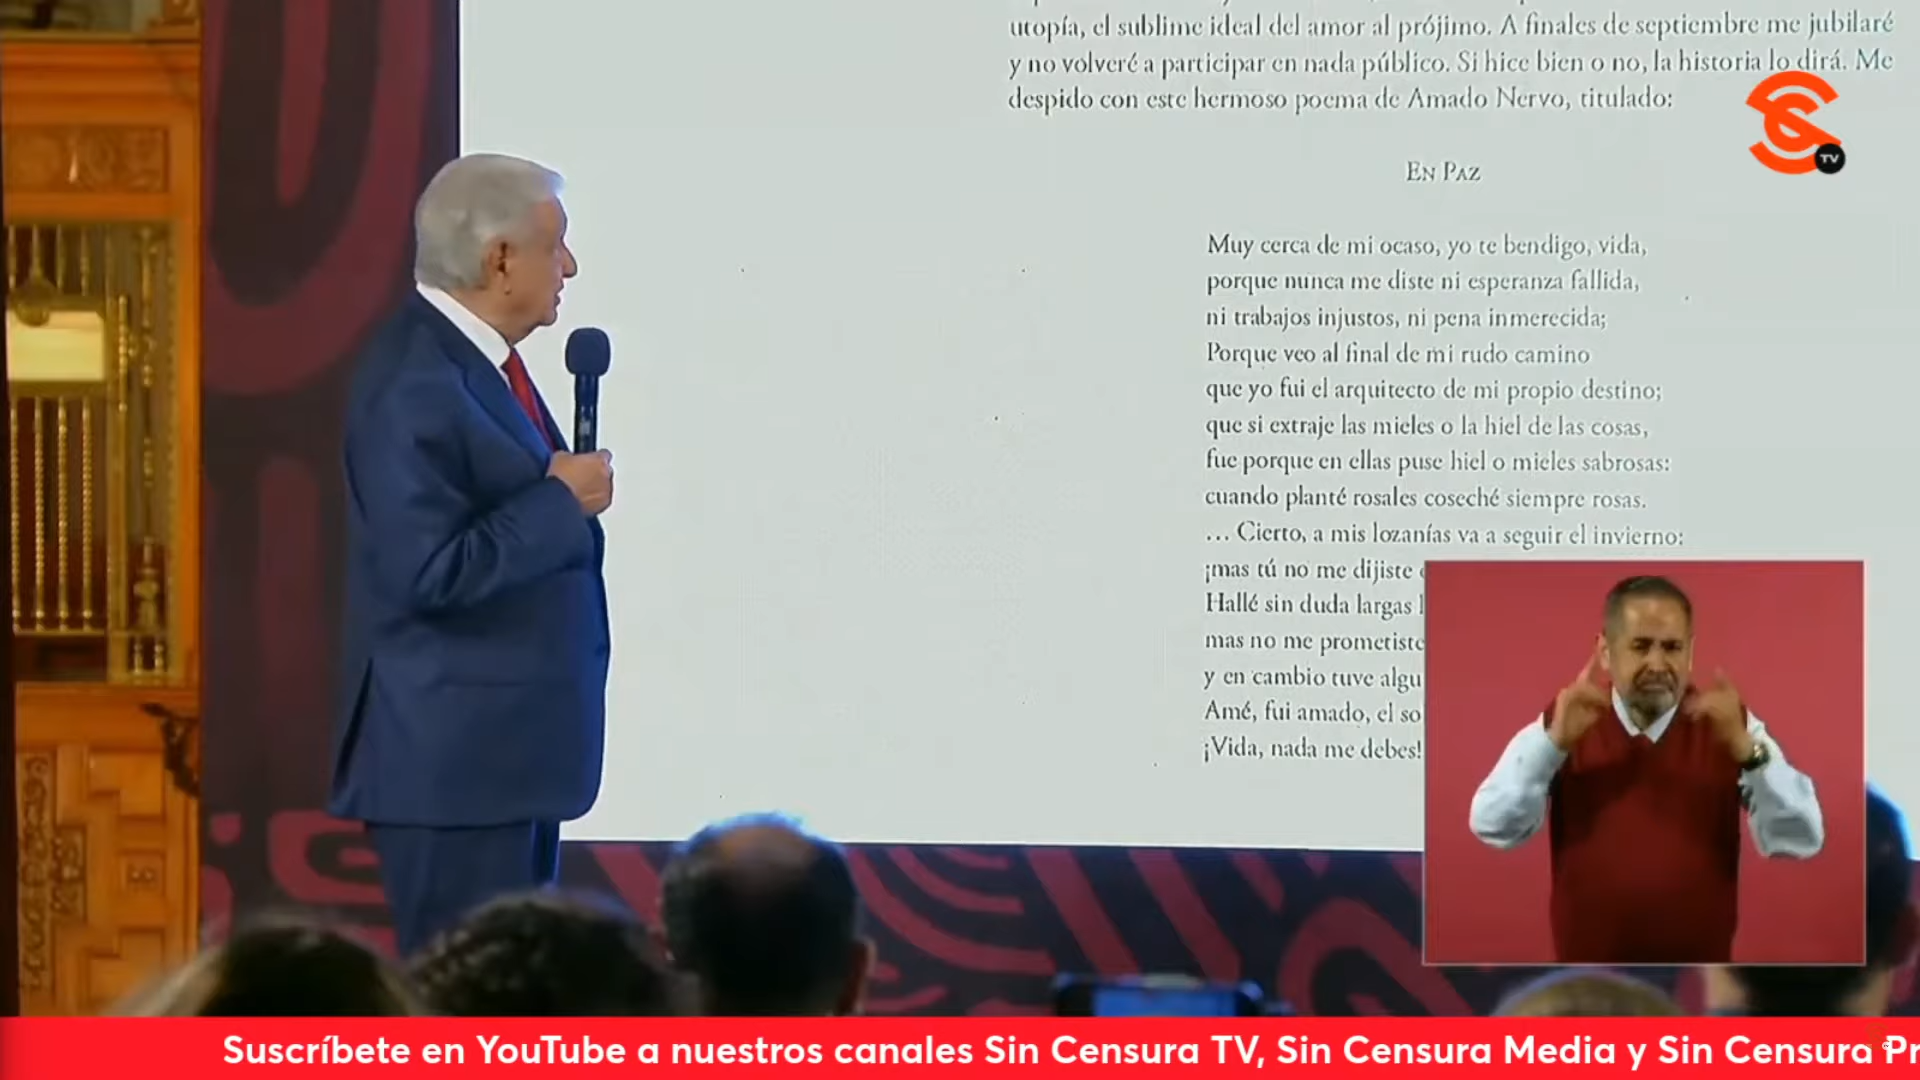 utopía, el sublime ideal del amor al prójimo. A finales de septiembre me jubilaré
y no volveré a participar en nada público. Si hice bien o no, la historia lo dirá. Me
despido con este hermoso poema de Amado Nervo, titulado:
TV
En Paz
Muy cerca de mi ocaso, yo te bendigo, vida,
porque nunca me diste ni esperanza fallida,
ni trabajos injustos, ni pena inmerecida;
Porque veo al final de mi rudo camino
que yo fui el arquitecto de mi propio destino;
que si extraje las mieles o la hiel de las cosas,
fue porque en ellas puse hiel o mieles sabrosas:
cuando planté rosales coseché siempre rosas.
… Cierto, a mis lozanías va a seguir el invierno:
¡mas tú no me dijiste
Hallé sin duda largas
mas no me prometiste
y en cambio tuve algu
Amé, fui amado, el so
¡Vida, nada me debes!
Suscríbete en YouTube a nuestros canales Sin Censura TV, Sin Censura Media y Sin Censura Pr